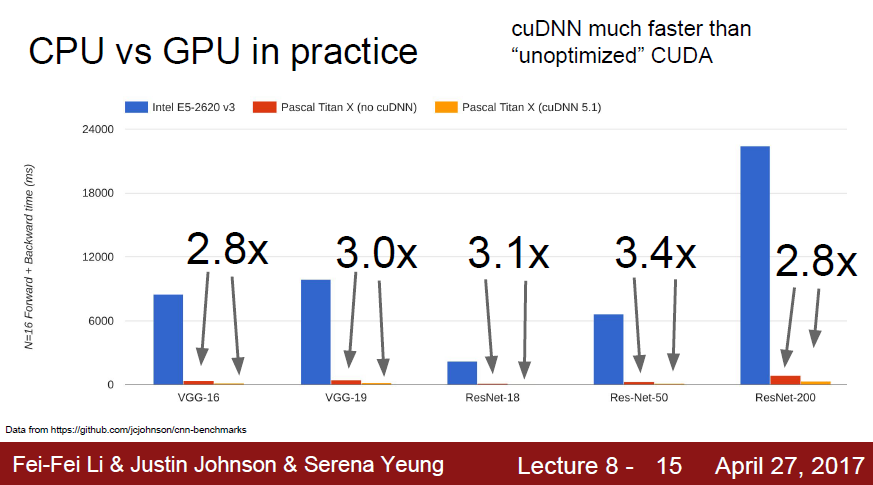 CPU vs GPU in practice
cuDNN much faster than
“unoptimized” CUDA
Intel E5-2620 v3
Pascal Titan X (no cuDNN)
Pascal Titan X (cuDNN 5.1)
N=16 Forward + Backward time (ms)
24000
18000
12000
6000
0
2.8x
3.0x
3.1x
3.4x
2.8x
VGG-16
VGG-19
ResNet-18
Res-Net-50
ResNet-200
Data from https://github.com/jcjohnson/cnn-benchmarks
Fei-Fei Li & Justin Johnson & Serena Yeung
Lecture 8 - 15
April 27, 2017